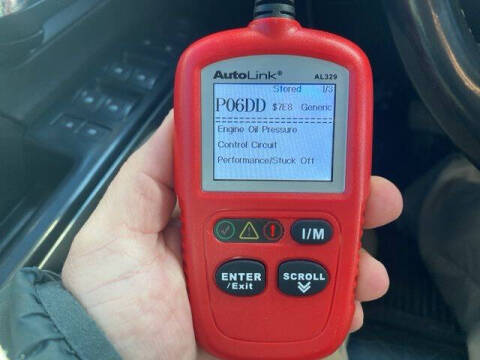 AutoLink®
AL329
Stored 1/3
P06DD $7E8 Generic
Engine Oil Pressure
Control Circuit
Performance/Stuck Off
I/M
ENTER
/Exit
SCROLL